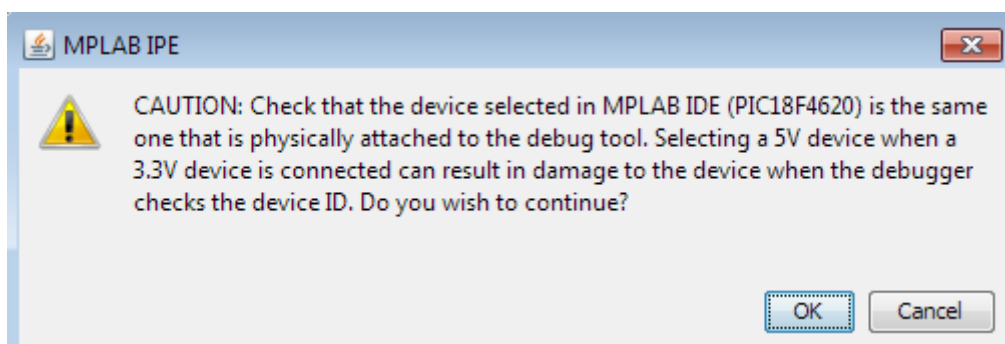 MPLAB IPE
CAUTION: Check that the device selected in MPLAB IDE (PIC18F4620) is the same
one that is physically attached to the debug tool. Selecting a 5V device when a
3.3V device is connected can result in damage to the device when the debugger
checks the device ID. Do you wish to continue?
OK
Cancel